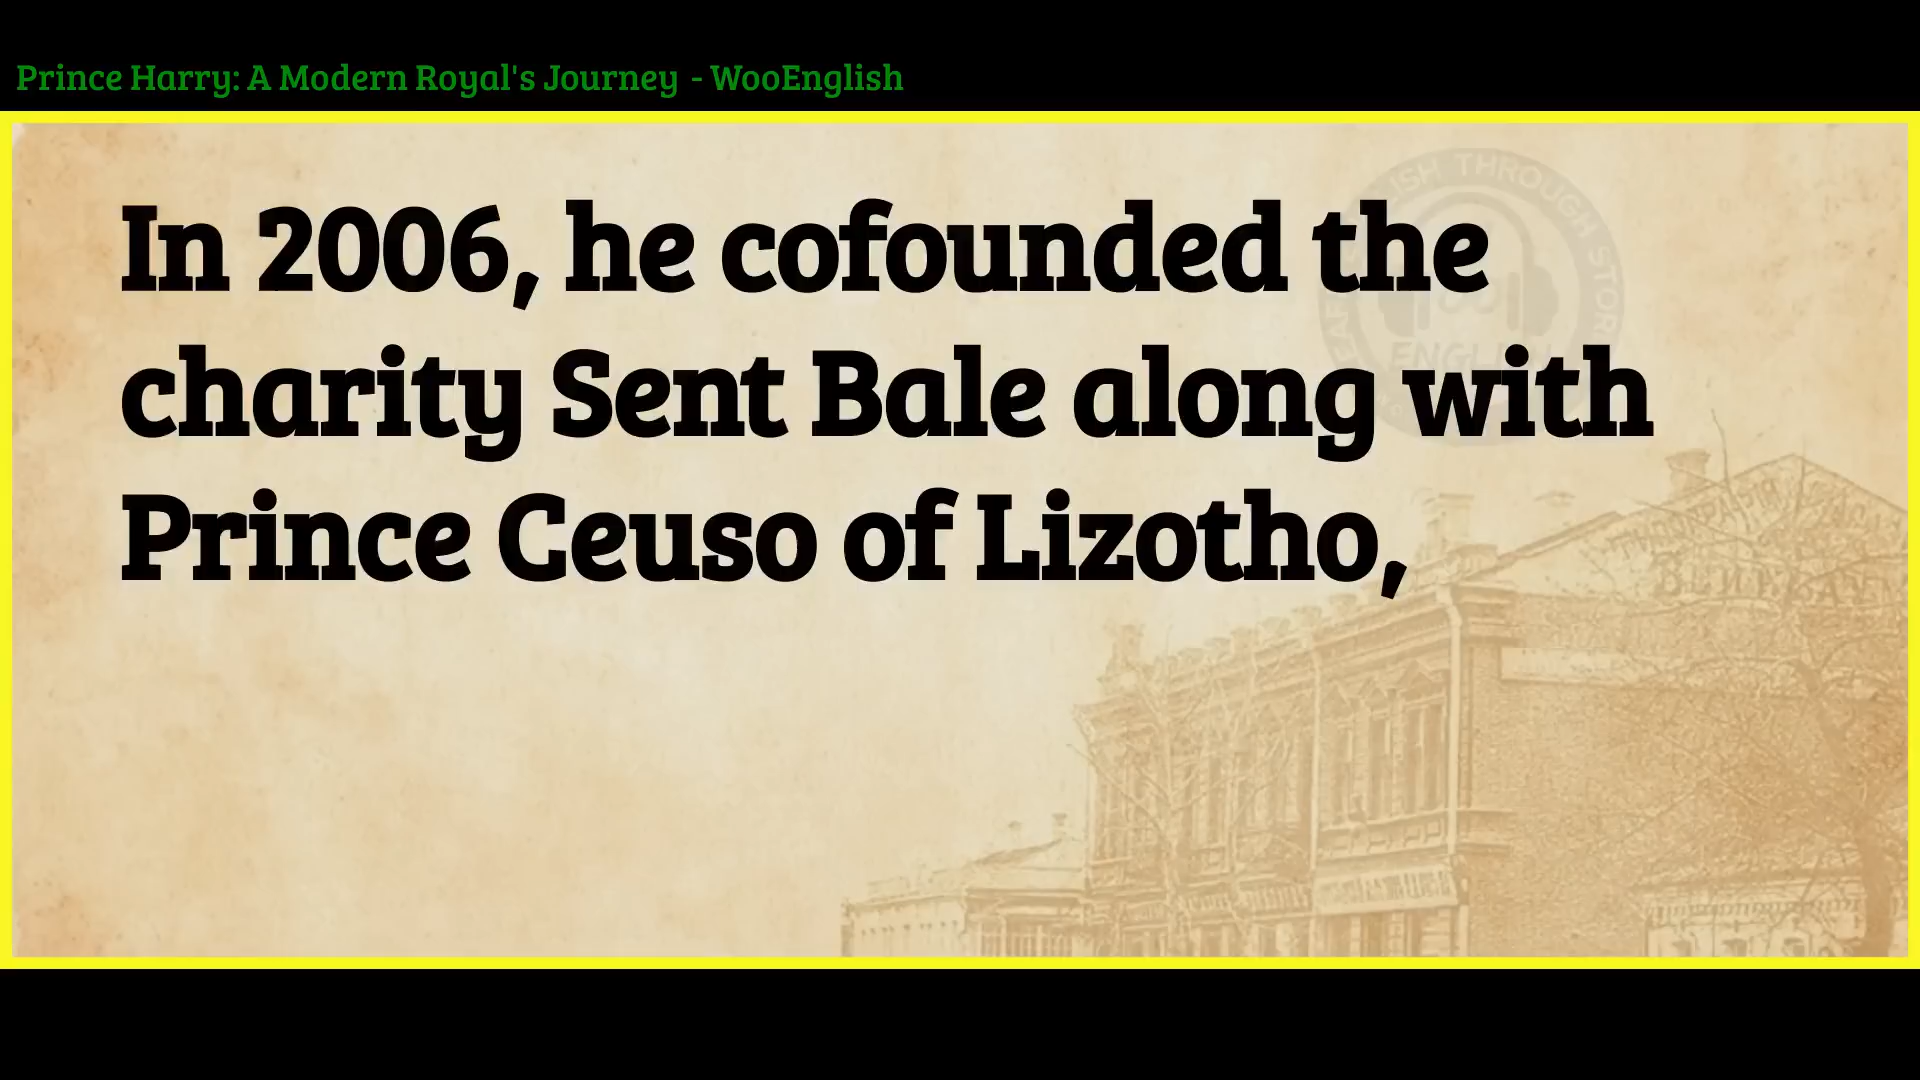 Prince Harry: A Modern Royal's Journey - WooEnglish
In 2006, he cofounded the
charity Sent Bale along with
Prince Ceuso of Lizotho,